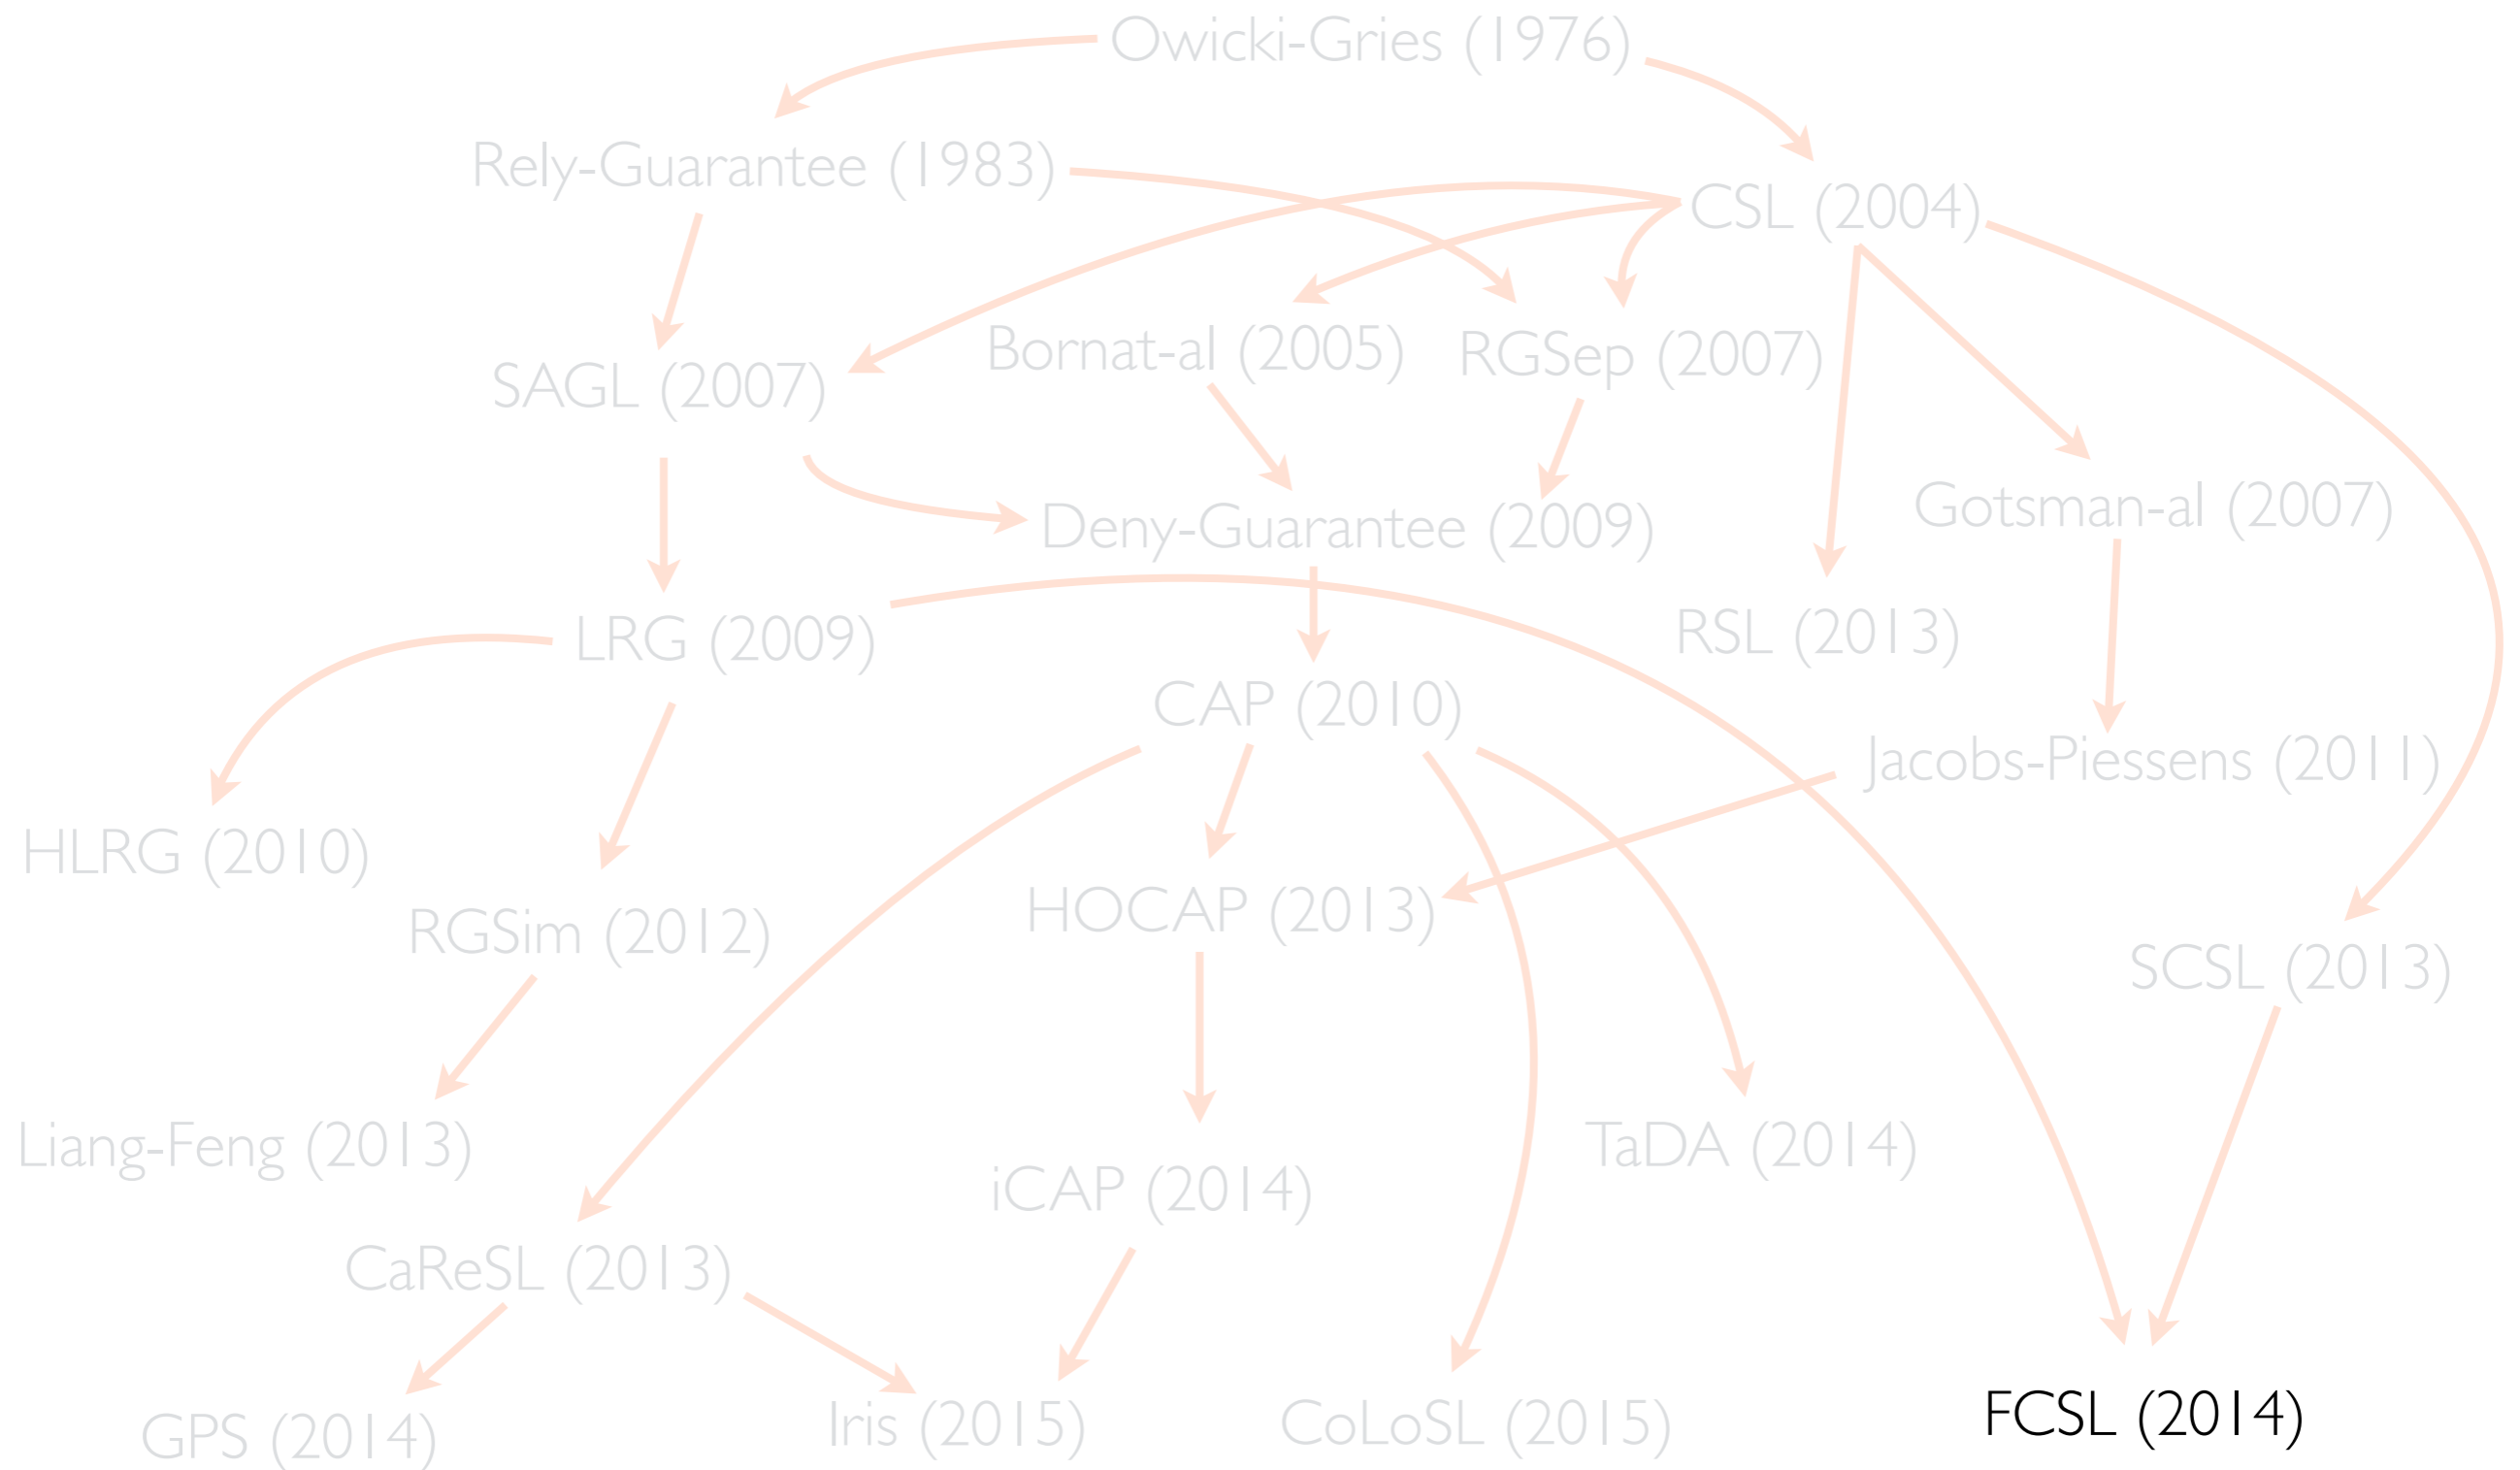 Owicki-Gries (1976)
Rely-Guarantee (1983)
CSL (2004)
Bornat-al (2005)
RGSep (2007)
SAGL (2007)
Gotsman-al (2007)
Deny-Guarantee (2009)
RSL (2013)
LRG (2009)
CAP (2010)
Jacobs-Piessens (2011)
HLRG (2010)
HOCAP (2013)
RGSim (2012)
SCSL (2013)
Liang-Feng (2013)
TaDA (2014)
iCAP (2014)
CaReSL (2013)
FCSL (2014)
Iris (2015)
CoLoSL (2015)
GPS (2014)